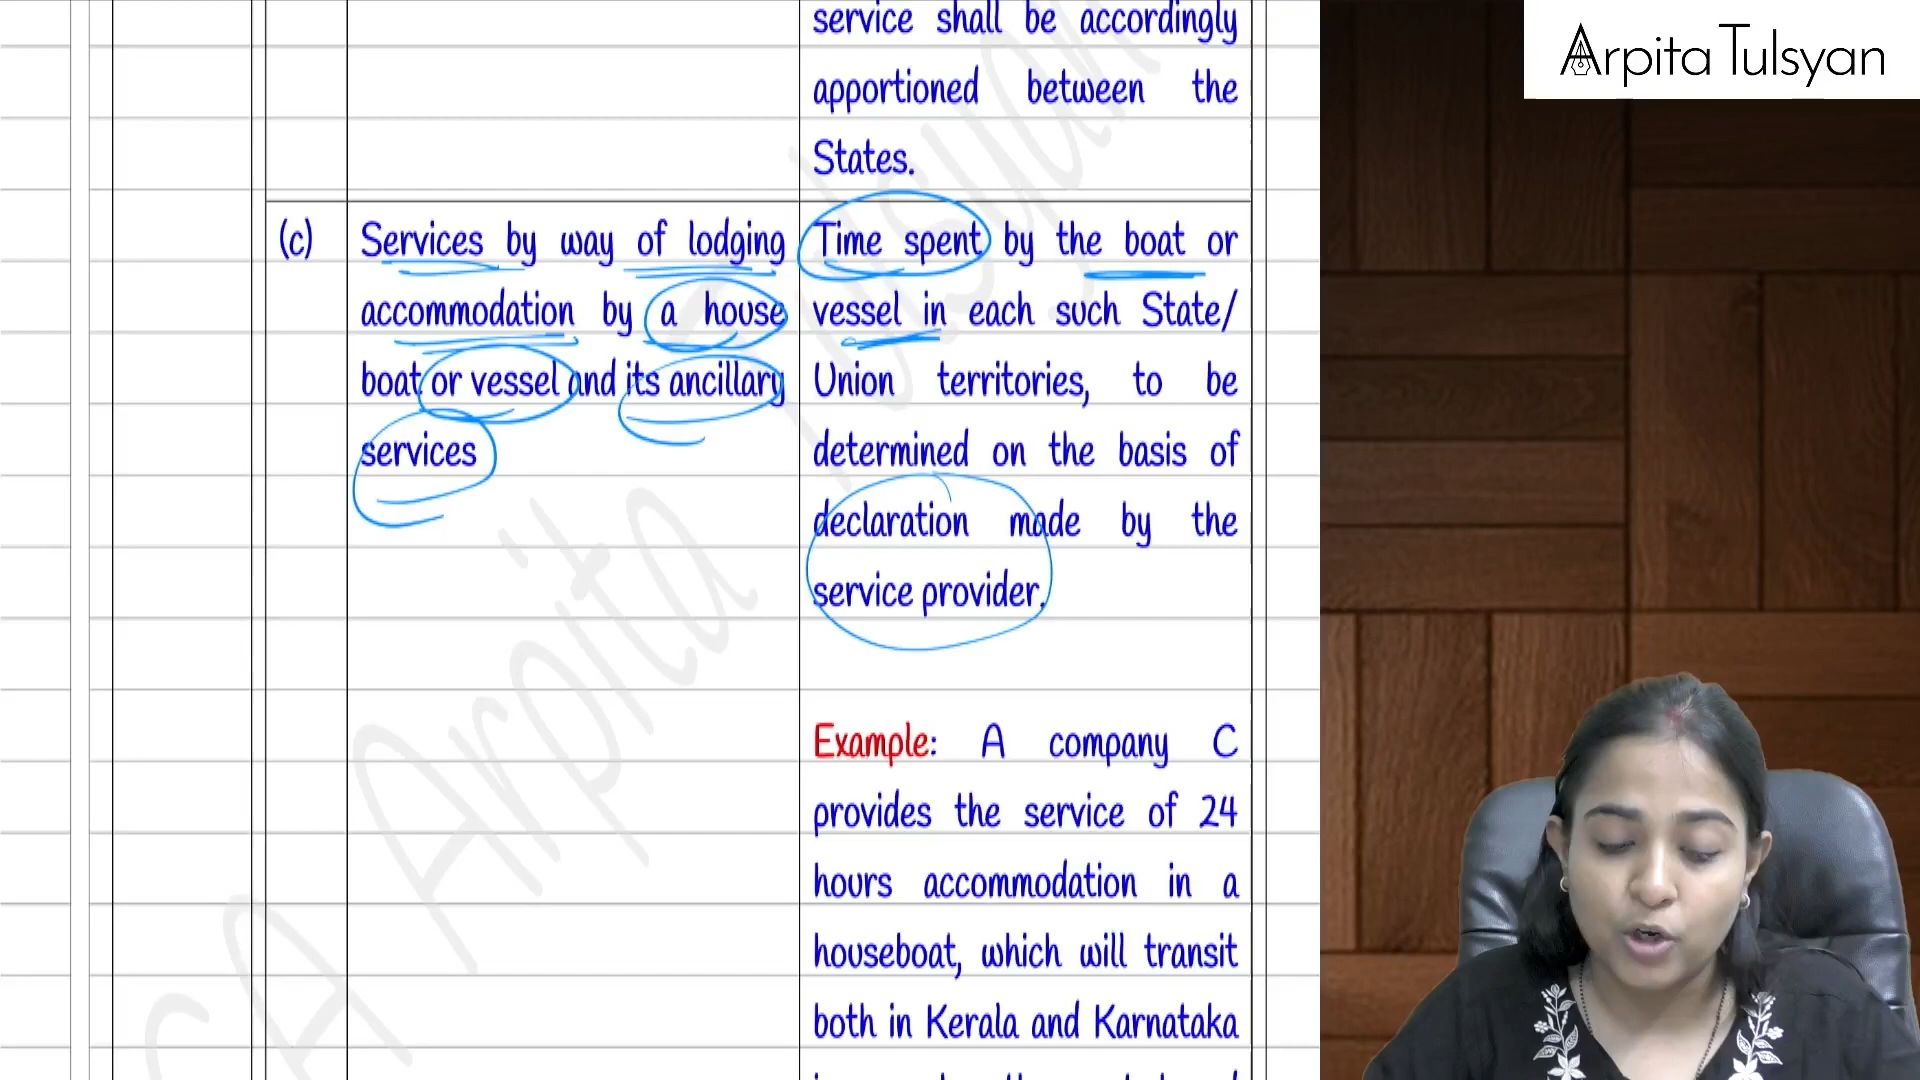 service shall be accordingly
apportioned between the
States.
Arpita Tulsyan
(c) Services by way of lodging
accommodation by a house
boat or vessel and its ancillary
services
Time spent by the boat or
vessel in each such State/
Union territories, to be
determined on the basis of
declaration made by the
service provider.
Example: A company C
provides the service of 24
hours accommodation in a
houseboat, which will transit
both in Kerala and Karnataka
CA Arpita Tulsyan